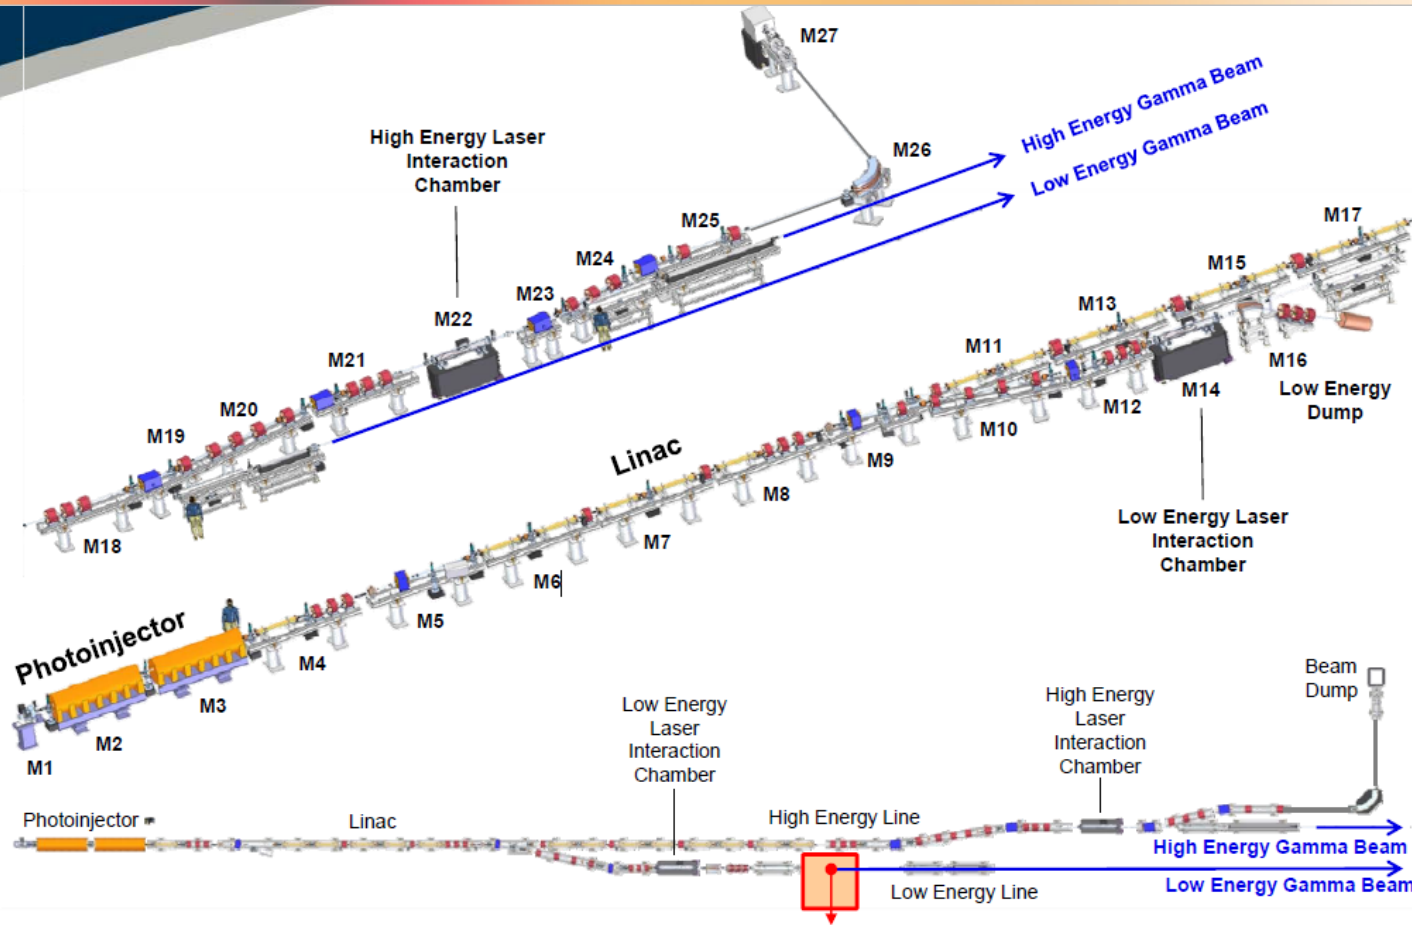 M27
High Energy Gamma Beam
Low Energy Gamma Beam
High Energy Laser
Interaction
Chamber
M26
M25
M24
M23
M22
M21
M20
M19
M18
M17
M15
M13
M11
M16
Low Energy
Dump
M14
M12
M10
M9
Linac
M8
M7
M6
M5
Low Energy Laser
Interaction
Chamber
Photoinjector
M4
M3
M2
M1
Low Energy
Laser
Interaction
Chamber
High Energy
Laser
Interaction
Chamber
Beam
Dump
Photoinjector
Linac
High Energy Line
High Energy Gamma Beam
Low Energy Line
Low Energy Gamma Beam